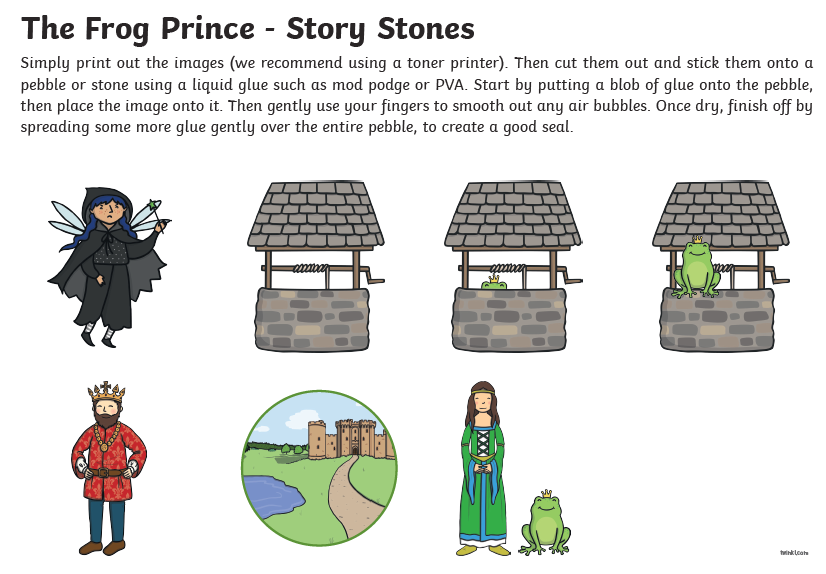 The Frog Prince - Story Stones
Simply print out the images (we recommend using a toner printer). Then cut them out and stick them onto a
pebble or stone using a liquid glue such as mod podge or PVA. Start by putting a blob of glue onto the pebble,
then place the image onto it. Then gently use your fingers to smooth out any air bubbles. Once dry, finish off by
spreading some more glue gently over the entire pebble, to create a good seal.
twinkl.com